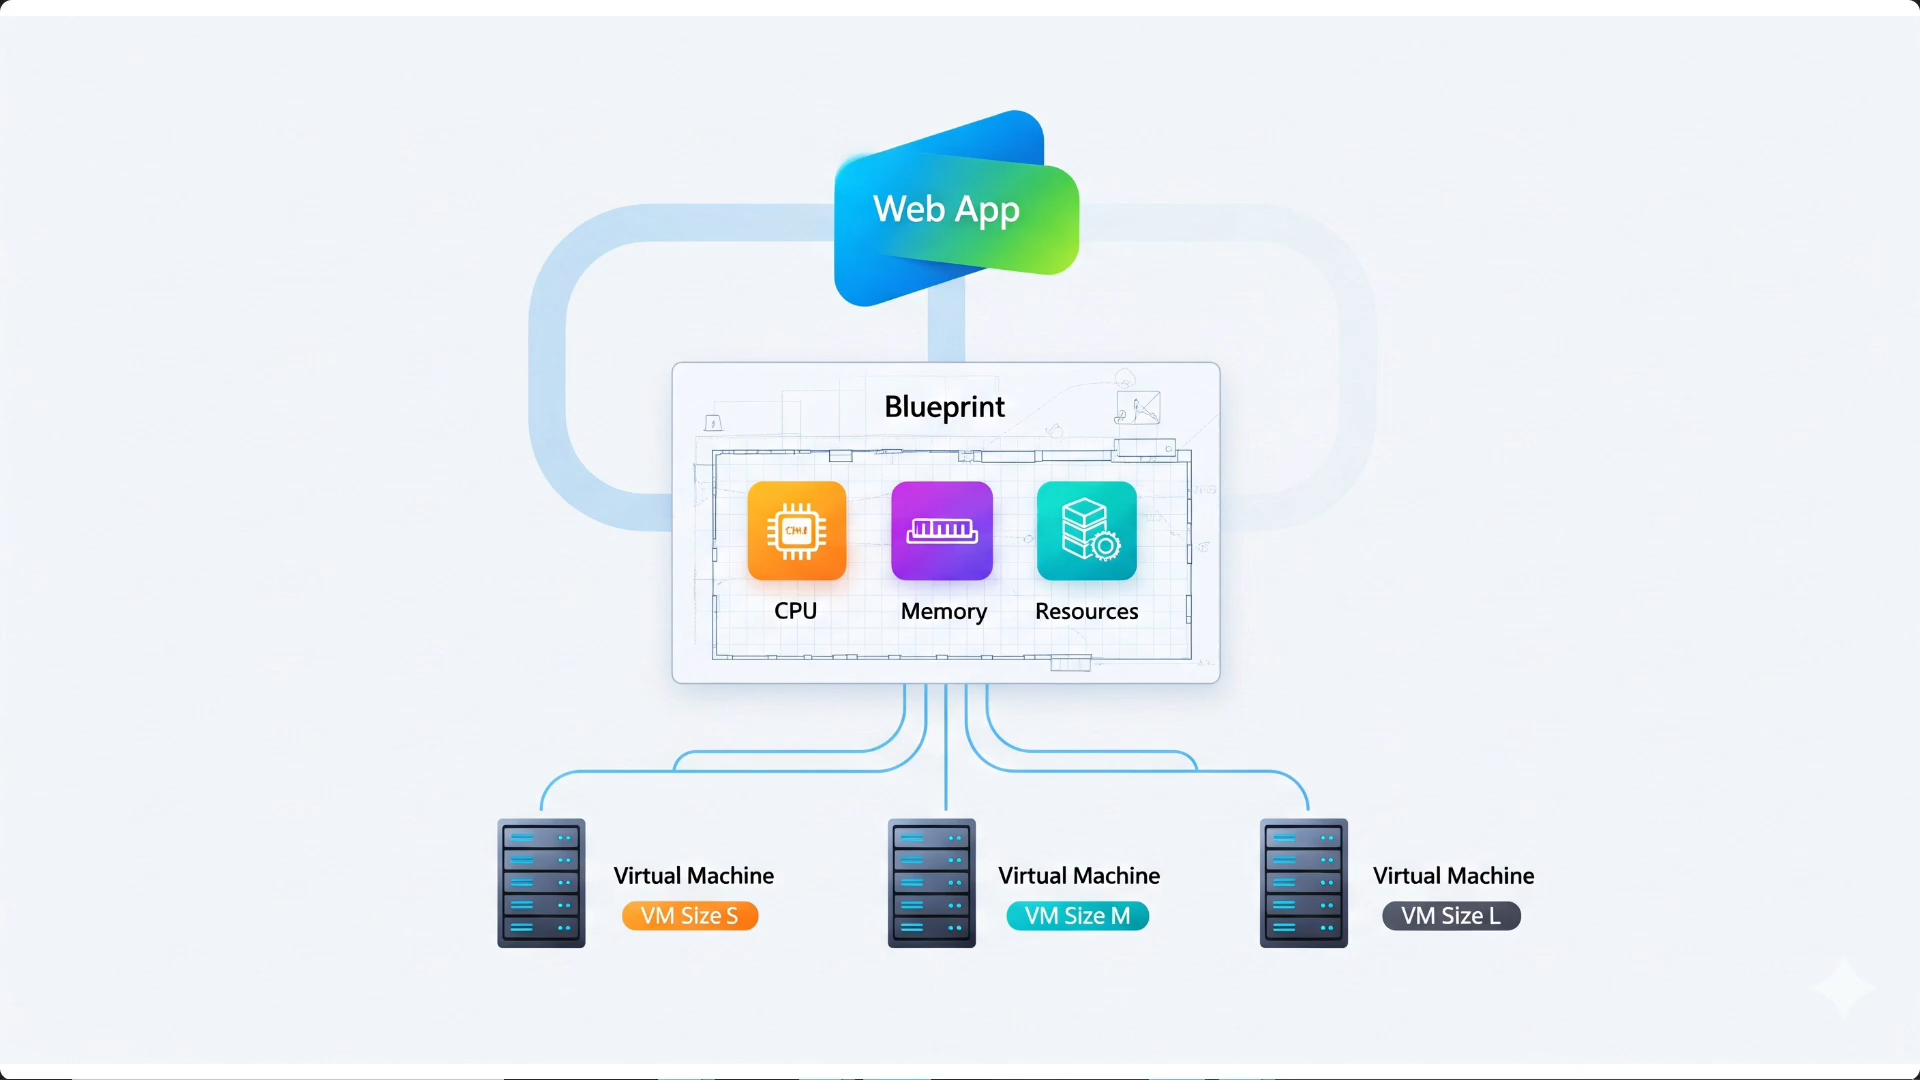 Web App
Blueprint
CPU
Memory
Resources
Virtual Machine
VM Size S
Virtual Machine
VM Size M
Virtual Machine
VM Size L